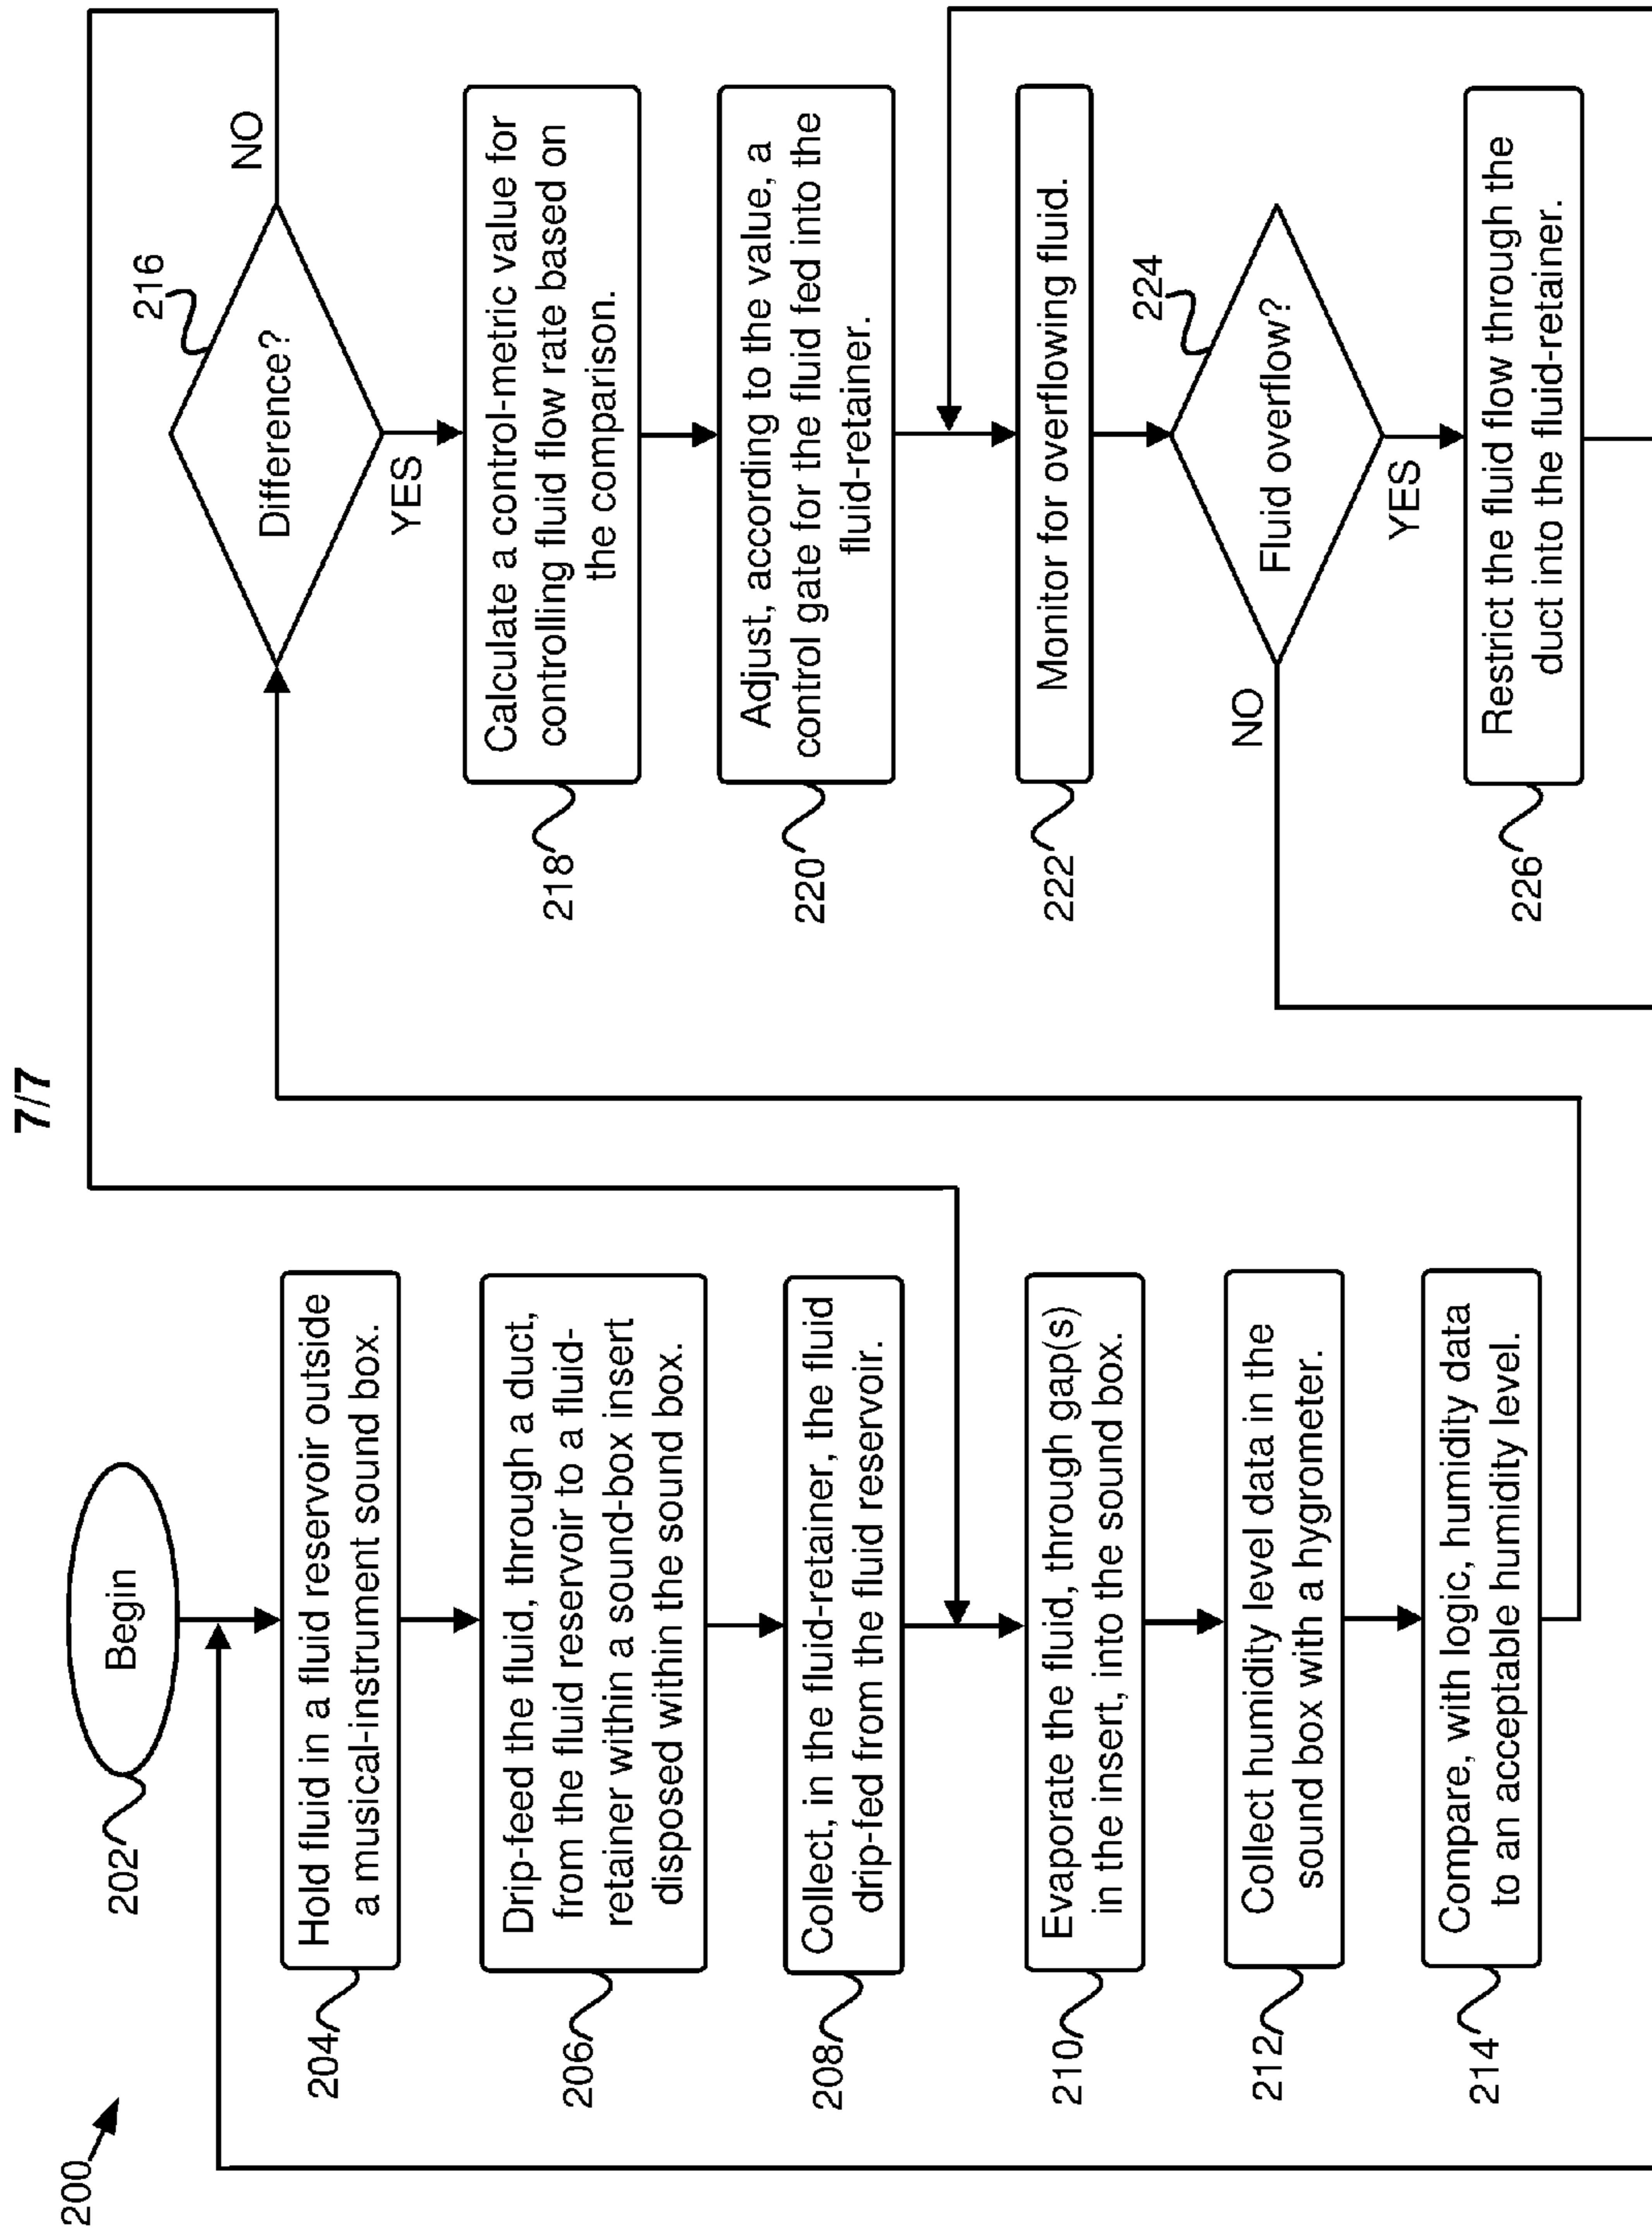 7/7
200
202
Begin
204
Hold fluid in a fluid reservoir outside
a musical-instrument sound box.
206
Drip-feed the fluid, through a duct,
from the fluid reservoir to a fluid-
retainer within a sound-box insert
disposed within the sound box.
208
Collect, in the fluid-retainer, the fluid
drip-fed from the fluid reservoir.
210
Evaporate the fluid, through gap(s)
in the insert, into the sound box.
212
Collect humidity level data in the
sound box with a hygrometer.
214
Compare, with logic, humidity data
to an acceptable humidity level.
216
Difference?
NO
YES
218
Calculate a control-metric value for
controlling fluid flow rate based on
the comparison.
220
Adjust, according to the value, a
control gate for the fluid fed into the
fluid-retainer.
222
Monitor for overflowing fluid.
224
Fluid overflow?
NO
YES
226
Restrict the fluid flow through the
duct into the fluid-retainer.